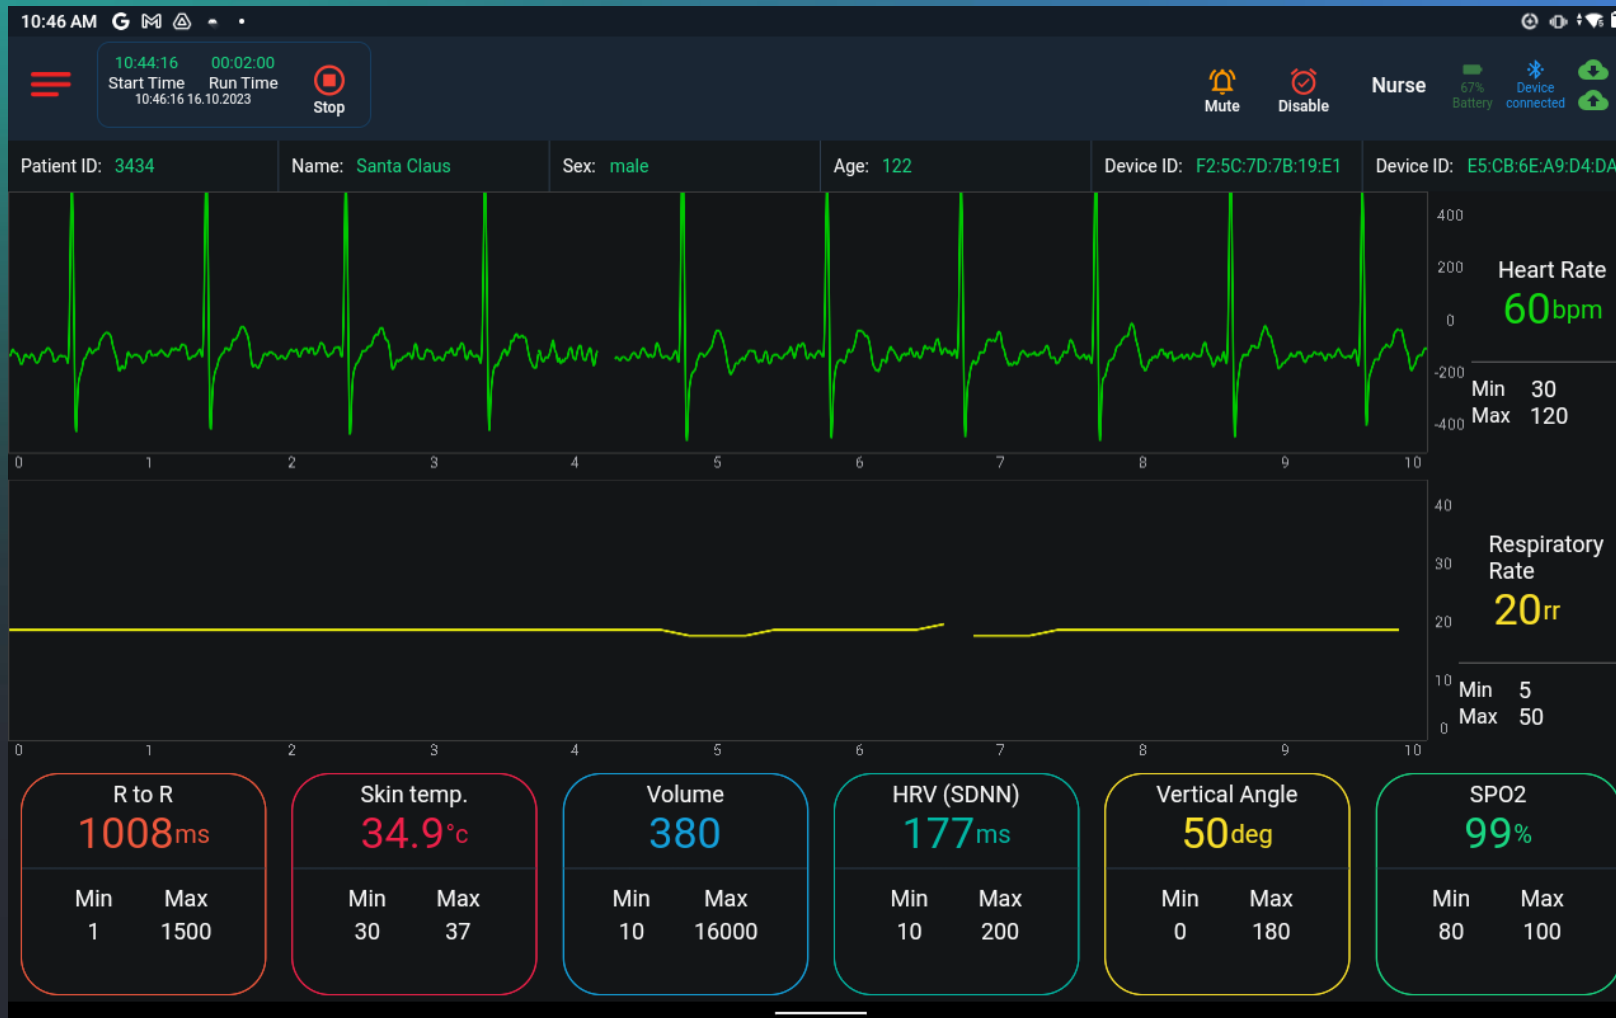 10:46 AM
10:44:16 00:02:00
Start Time Run Time
10:46:16 16.10.2023
Stop
Mute
Disable
Nurse
67%
Battery
Device
connected
Patient ID: 3434
Name: Santa Claus
Sex: male
Age: 122
Device ID: F2:5C:7D:7B:19:E1
Device ID: E5:CB:6E:A9:D4:DA
400
200
0
-200
-400
Heart Rate
60bpm
Min 30
Max 120
0 1 2 3 4 5 6 7 8 9 10
40
30
20
10
0
Respiratory
Rate
20rr
Min 5
Max 50
0 1 2 3 4 5 6 7 8 9 10
R to R
1008ms
Min Max
1 1500
Skin temp.
34.9°c
Min Max
30 37
Volume
380
Min Max
10 16000
HRV (SDNN)
177ms
Min Max
10 200
Vertical Angle
50deg
Min Max
0 180
SPO2
99%
Min Max
80 100